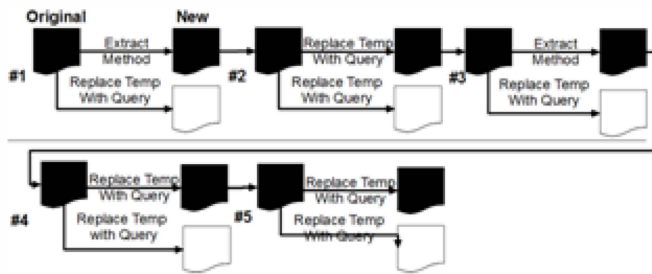 Original New
Extract
Method
#1
Replace Temp
With Query
#2
Replace Temp
With Query
Replace Temp
With Query
#3
Extract
Method
Replace Temp
With Query
#4
Replace Temp
With Query
Replace Temp
with Query
#5
Replace Temp
With Query
Replace Temp
With Query